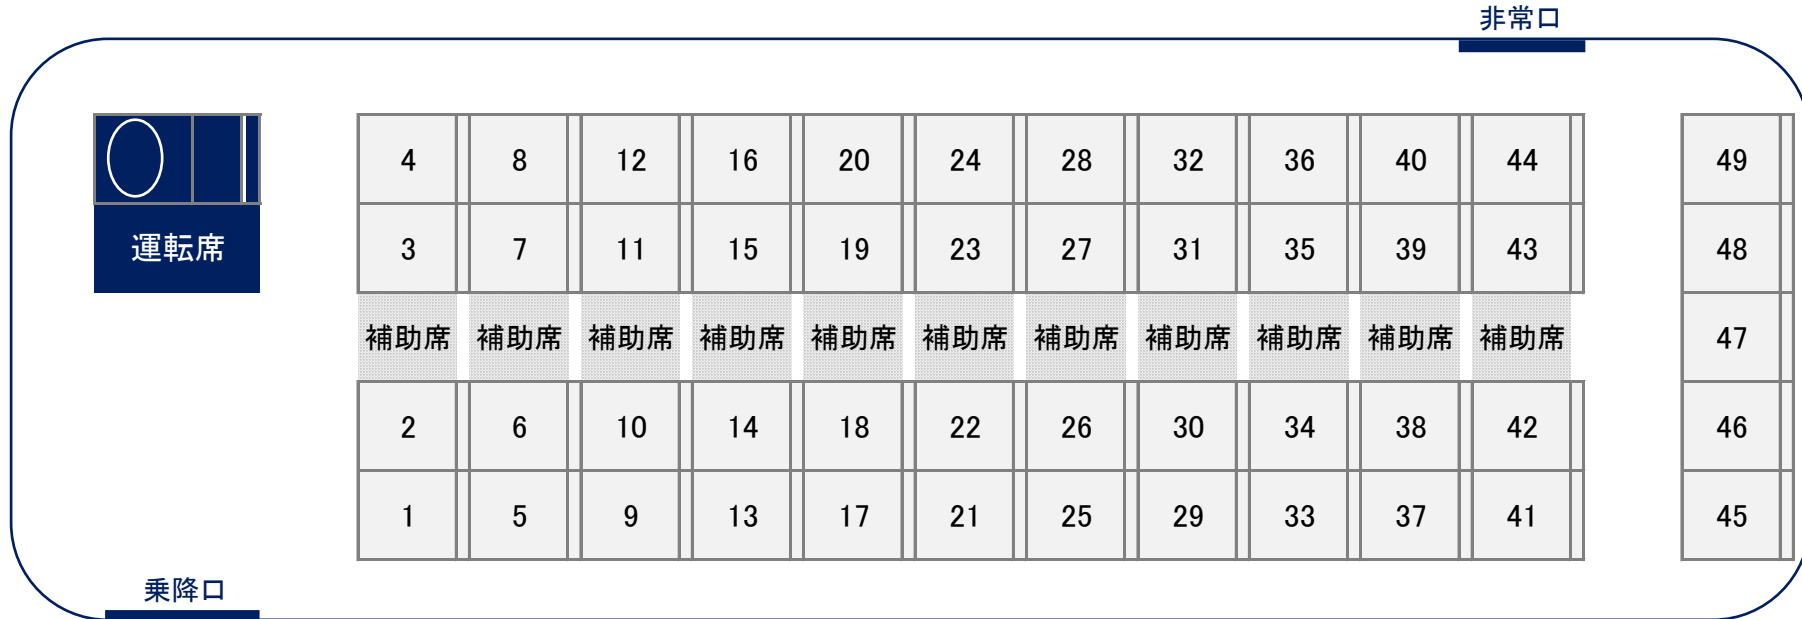 非常口
4 8 12 16 20 24 28 32 36 40 44 49
運転席 3 7 11 15 19 23 27 31 35 39 43 48
補助席 補助席 補助席 補助席 補助席 補助席 補助席 補助席 補助席 補助席 補助席 47
2 6 10 14 18 22 26 30 34 38 42 46
1 5 9 13 17 21 25 29 33 37 41 45
乗降口